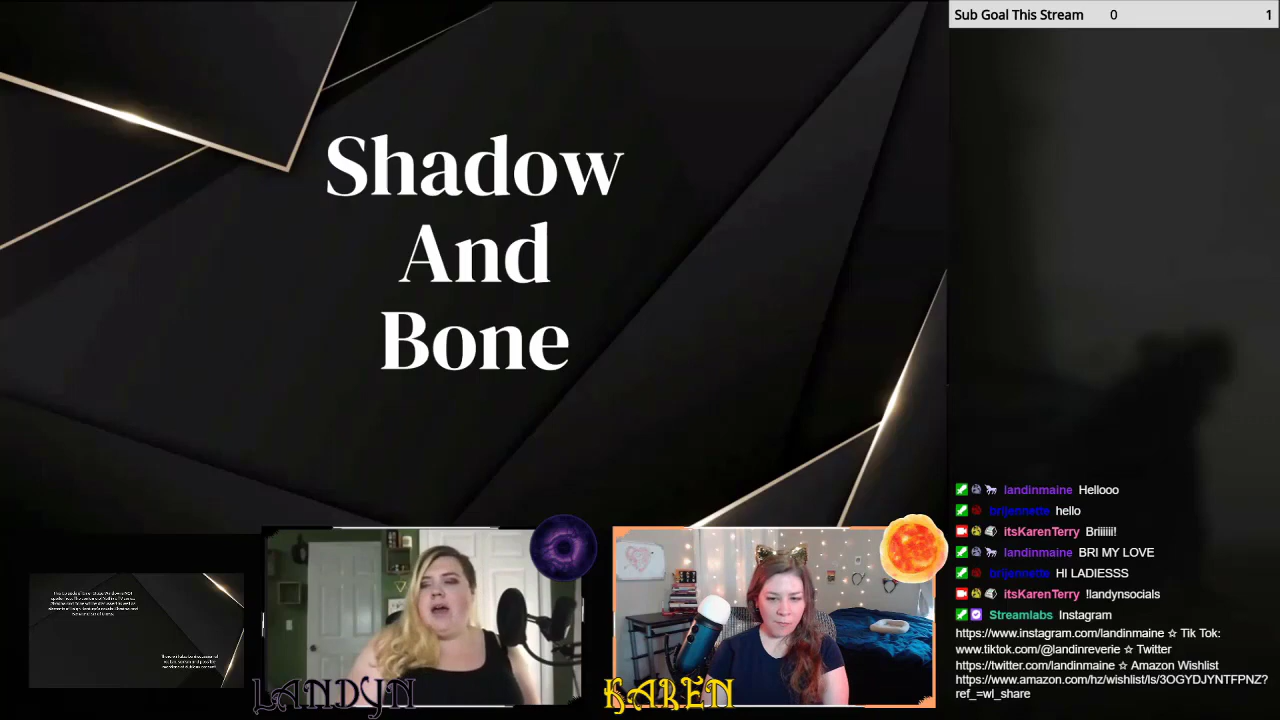 Sub Goal This Stream 0 1
Shadow
And
Bone
landinmaine Hellooo
brijennette hello
itsKarenTerry Briiiiii!
landinmaine BRI MY LOVE
brijennette HI LADIESSS
itsKarenTerry !landynsocials
Streamlabs Instagram
https://www.instagram.com/landinmaine ☆ Tik Tok:
www.tiktok.com/@landinreverie ☆ Twitter
https://twitter.com/landinmaine ☆ Amazon Wishlist
https://www.amazon.com/hz/wishlist/ls/3OGYDJYNTFPNZ?
ref_=wl_share
LANDYN
KAREN